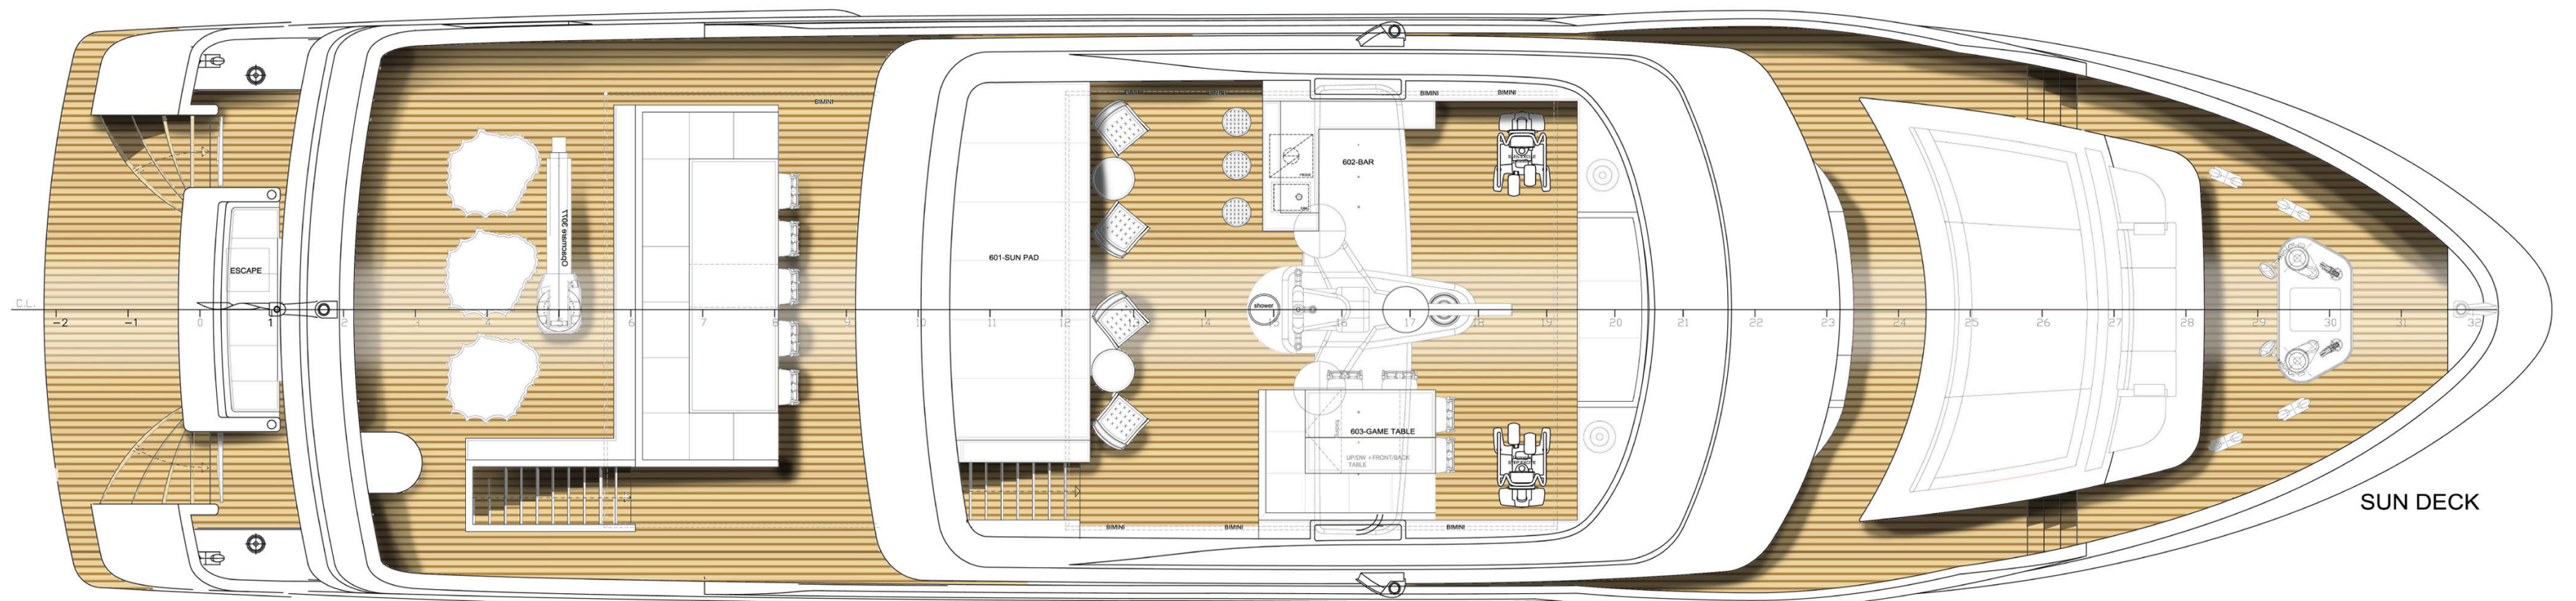 BIMINI
BIMINI
BIMINI
BIMINI
BIMINI
602-BAR
ESCAPE
601-SUN PAD
Opacmare 3077
shower
C.L.
-2 -1 0 1 2 3 4 5 6 7 8 9 10 11 12 14 15 16 17 18 19 20 21 22 23 24 25 26 27 28 29 30 31 32
603-GAME TABLE
UP/DW +FRONT/BACK
TABLE
SUN DECK
BIMINI
BIMINI
BIMINI